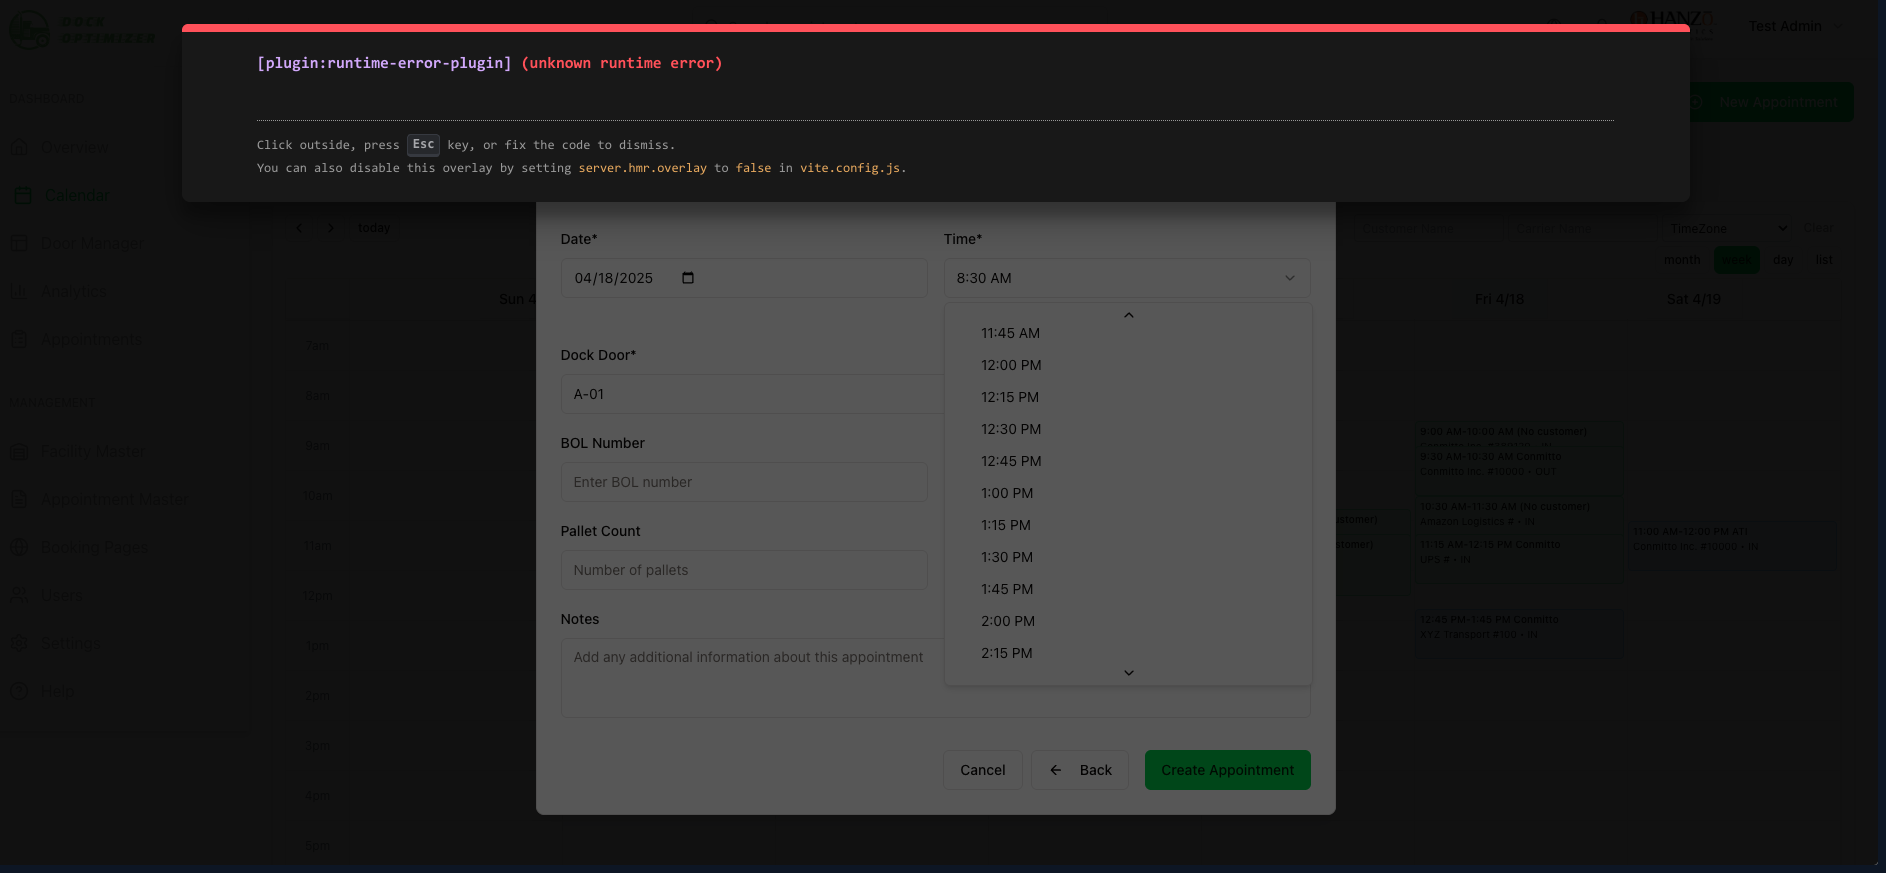 DOCK
OPTIMIZER
HANZO
Test Admin
[plugin:runtime-error-plugin] (unknown runtime error)
Click outside, press Esc key, or fix the code to dismiss.
You can also disable this overlay by setting server.hmr.overlay to false in vite.config.js.
DASHBOARD
Overview
Calendar
Door Manager
Analytics
Appointments
MANAGEMENT
Facility Master
Appointment Master
Booking Pages
Users
Settings
Help
New Appointment
today
Customer Name
TimeZone
Clear
month
week
day
list
Sun 4
Fri 4/18
Sat 4/19
7am
8am
9am
10am
11am
12pm
1pm
2pm
3pm
4pm
5pm
Date*
04/18/2025
Time*
8:30 AM
11:45 AM
12:00 PM
12:15 PM
12:30 PM
12:45 PM
1:00 PM
1:15 PM
1:30 PM
1:45 PM
2:00 PM
2:15 PM
Dock Door*
A-01
BOL Number
Enter BOL number
Pallet Count
Number of pallets
Notes
Add any additional information about this appointment
Cancel
Back
Create Appointment
stomer)
tomer)
9:00 AM-10:00 AM (No customer)
9:30 AM-10:30 AM Conmitto
Conmitto Inc. #10000 • OUT
10:30 AM-11:30 AM (No customer)
Amazon Logistics # • IN
11:15 AM-12:15 PM Conmitto
UPS # • IN
12:45 PM-1:45 PM Conmitto
XYZ Transport #100 • IN
11:00 AM-12:00 PM
Conmitto Inc. #10000 • IN